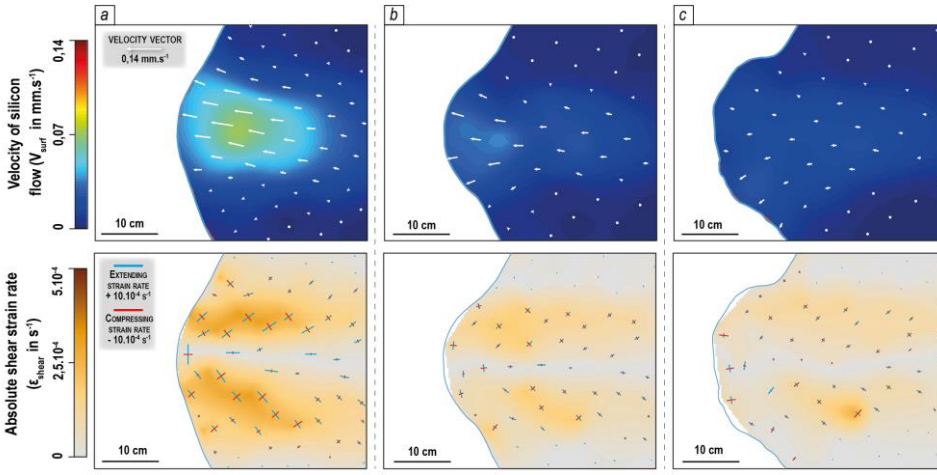 a
b
c
Velocity of silicon
flow (Vsurf in mm.s-1)
0,14
0,07
0
VELOCITY VECTOR
0,14 mm.s-1
10 cm
10 cm
10 cm
Absolute shear strain rate
(εshear in s-1)
5.10-4
2,5.10-4
0
EXTENDING
STRAIN RATE
+ 10.10-4 s-1
COMPRESSING
STRAIN RATE
- 10.10-4 s-1
10 cm
10 cm
10 cm